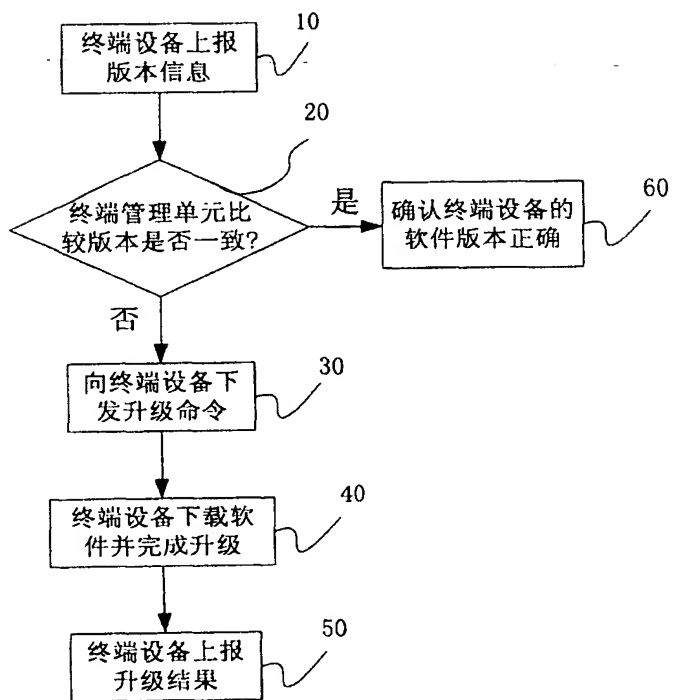 终端设备上报
版本信息
10
20
终端管理单元比
较版本是否一致?
是
确认终端设备的
软件版本正确
60
否
向终端设备下
发升级命令
30
终端设备下载软
件并完成升级
40
终端设备上报
升级结果
50